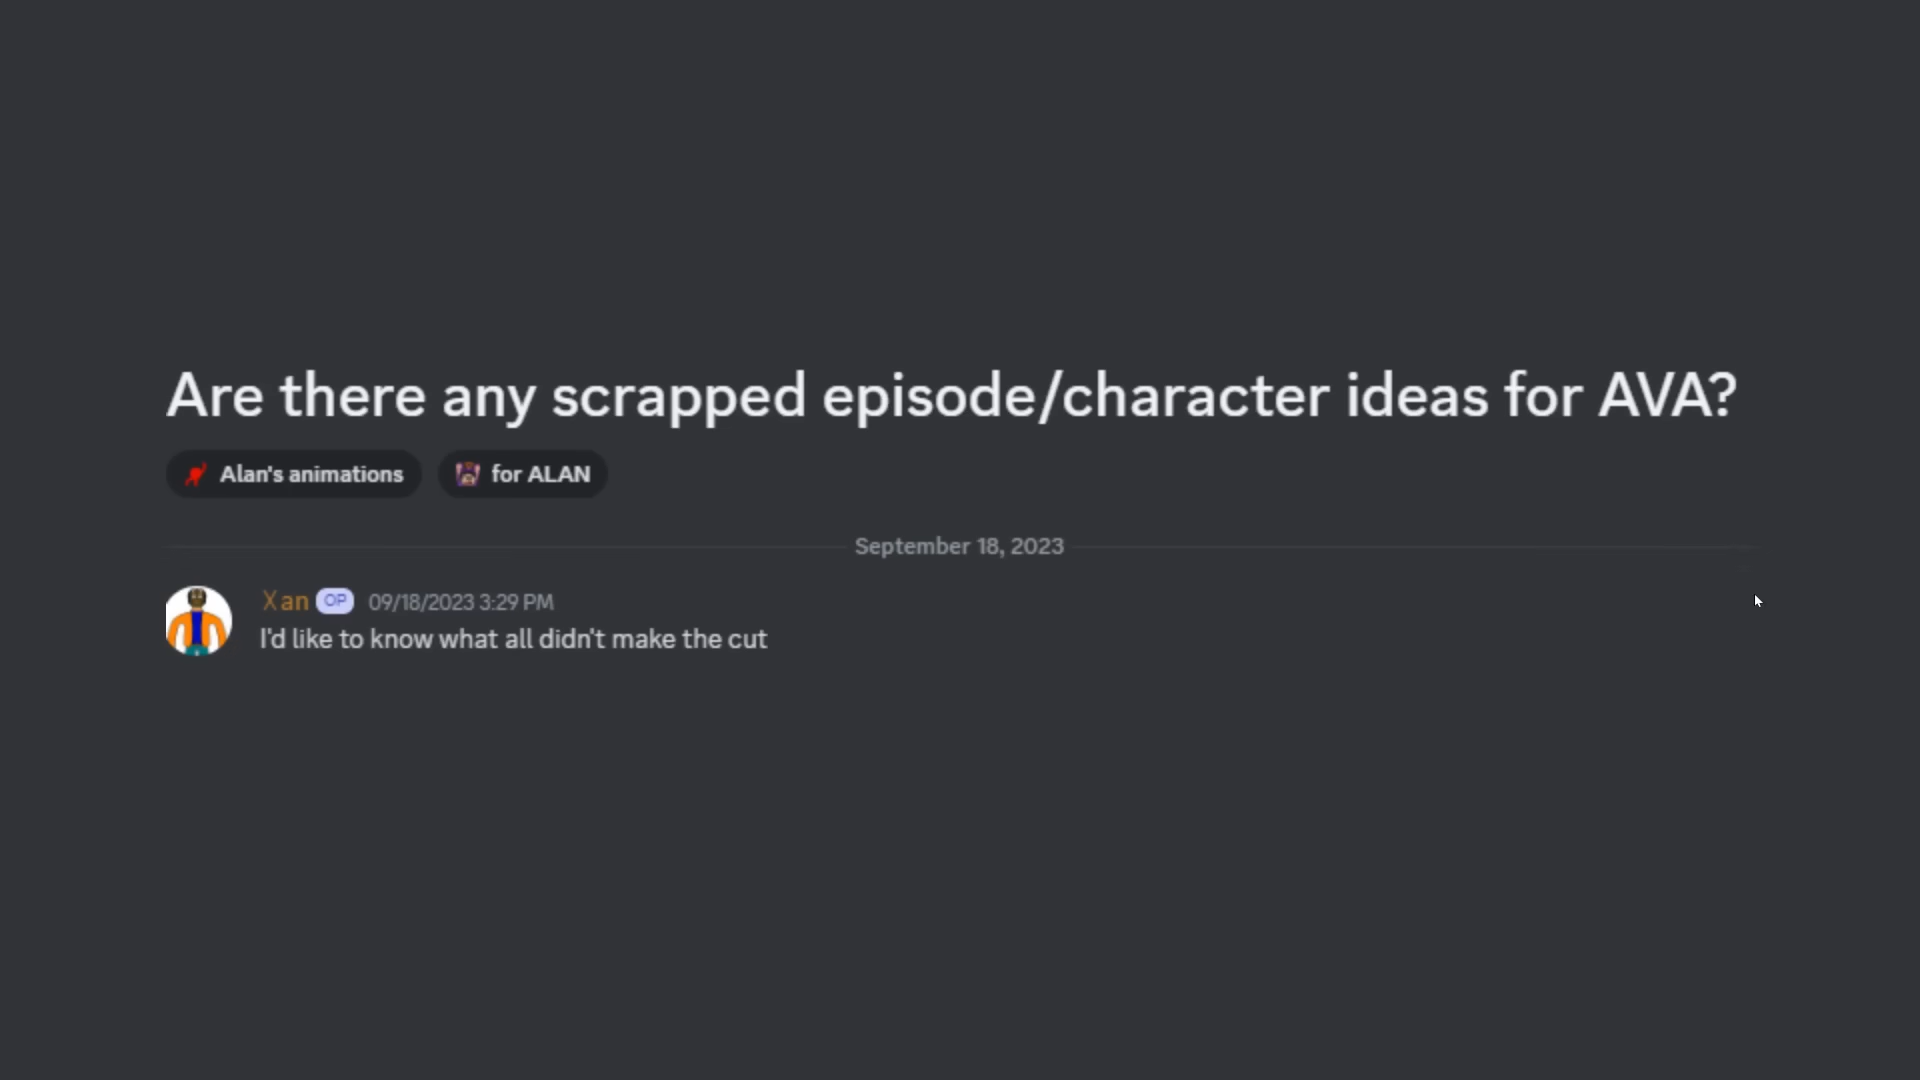 Are there any scrapped episode/character ideas for AVA?
Alan's animations for ALAN
September 18, 2023
Xan OP 09/18/2023 3:29 PM
I'd like to know what all didn't make the cut